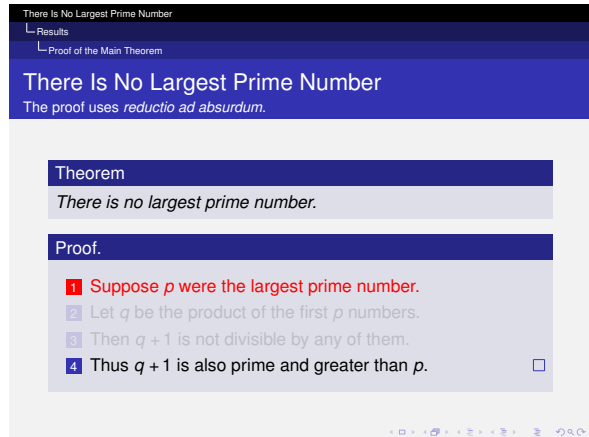 There Is No Largest Prime Number
Results
Proof of the Main Theorem
There Is No Largest Prime Number
The proof uses reductio ad absurdum.
Theorem
There is no largest prime number.
Proof.
1 Suppose p were the largest prime number.
2 Let q be the product of the first p numbers.
3 Then q + 1 is not divisible by any of them.
4 Thus q + 1 is also prime and greater than p.